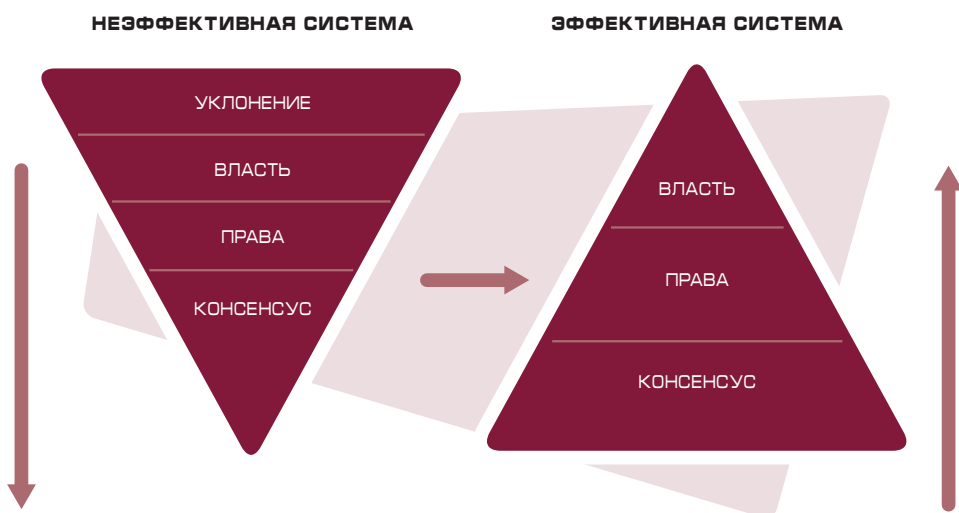 НЕЭФФЕКТИВНАЯ СИСТЕМА
УКЛОНЕНИЕ
ВЛАСТЬ
ПРАВА
КОНСЕНСУС
ЭФФЕКТИВНАЯ СИСТЕМА
ВЛАСТЬ
ПРАВА
КОНСЕНСУС